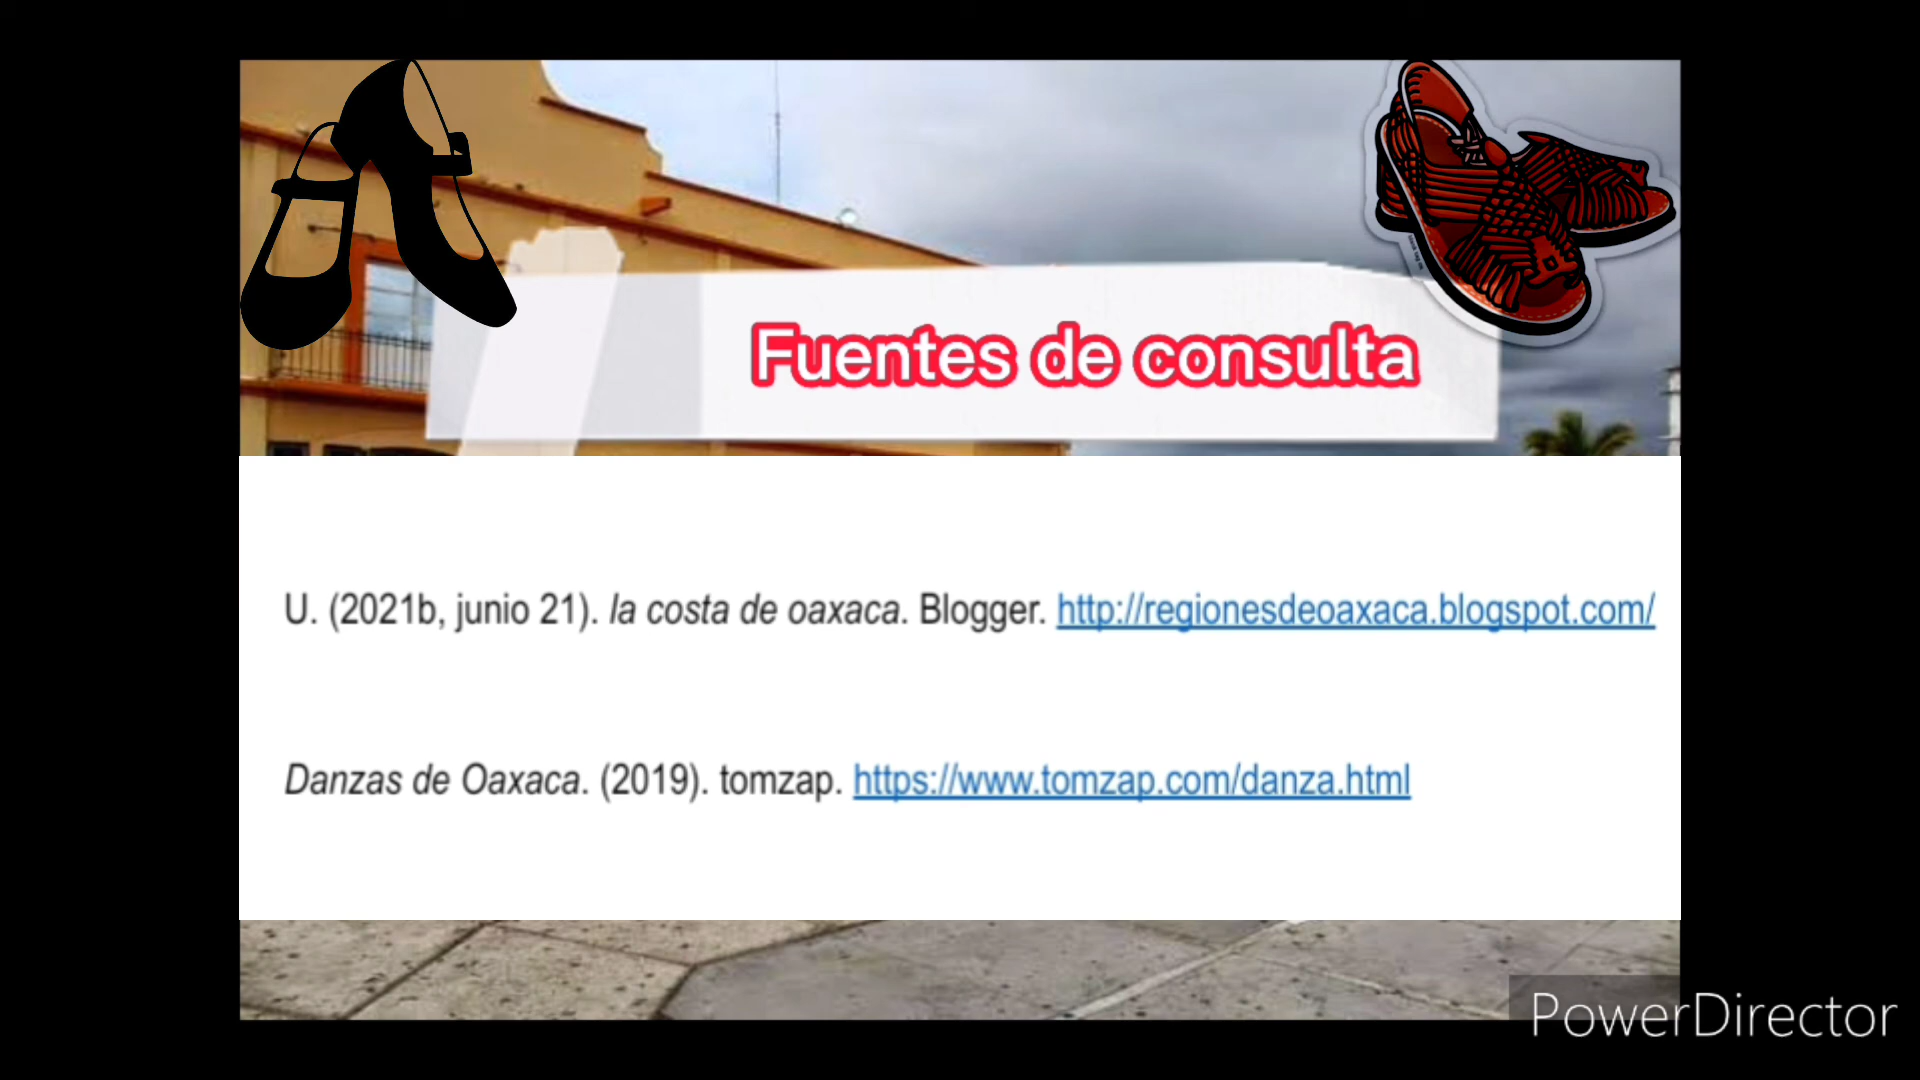 Fuentes de consulta
U. (2021b, junio 21). la costa de oaxaca. Blogger. http://regionesdeoaxaca.blogspot.com/
Danzas de Oaxaca. (2019). tomzap. https://www.tomzap.com/danza.html
PowerDirector